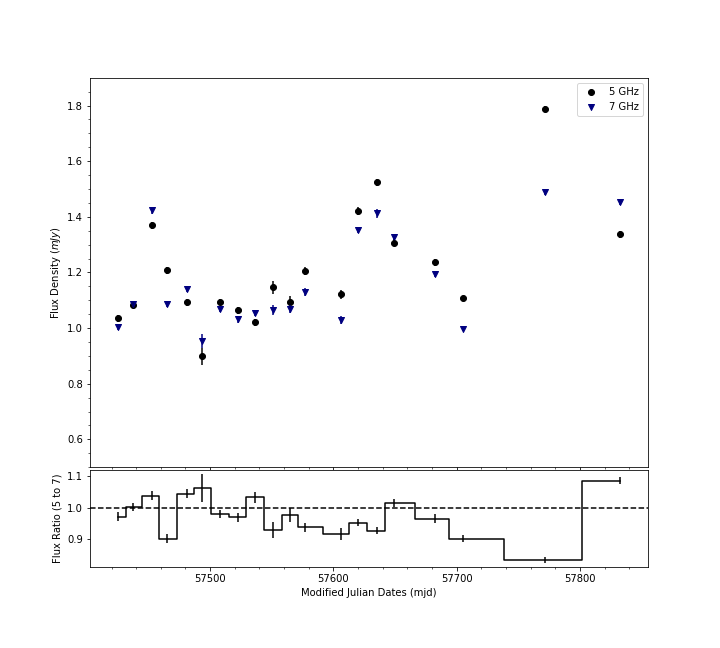 5 GHz
7 GHz
1.8
1.6
1.4
1.2
1.0
0.8
0.6
Flux Density (mJy)
1.1
1.0
0.9
Flux Ratio (5 to 7)
57500
57600
57700
57800
Modified Julian Dates (mjd)